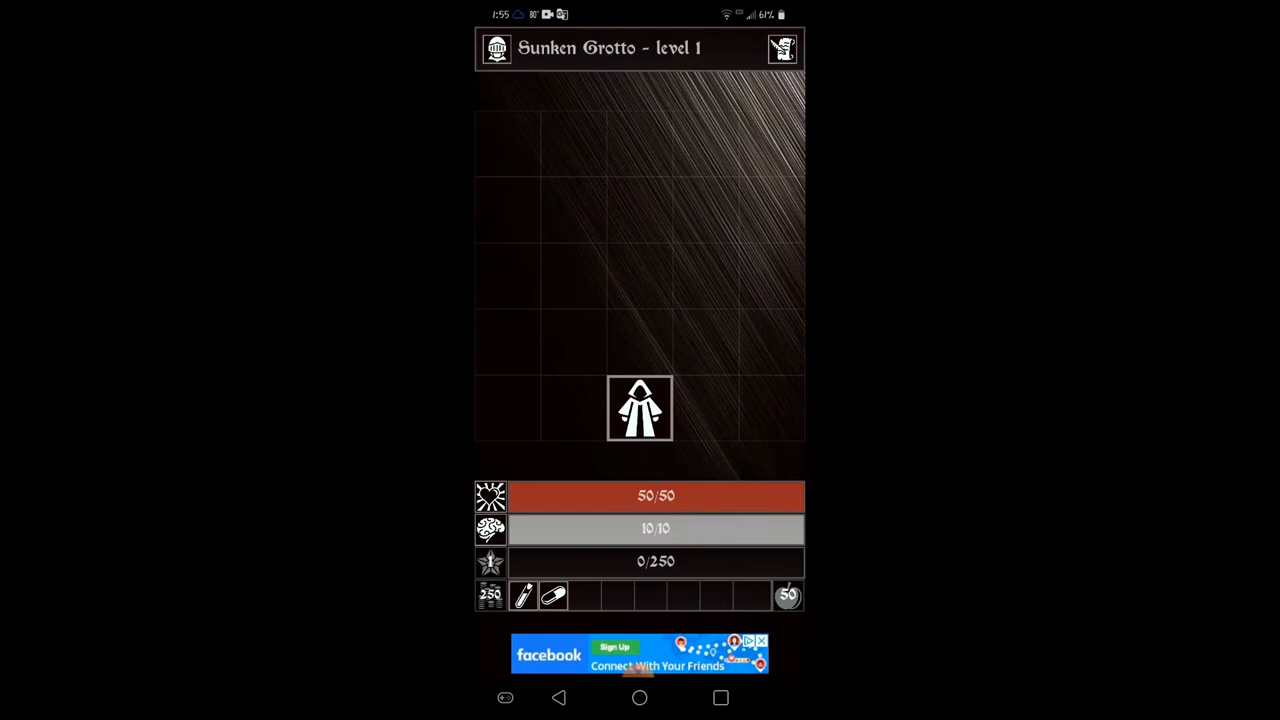 1:55 80° 61%
Sunken Grotto - level 1
50/50
10/10
0/250
250 50
facebook Sign Up
Connect With Your Friends